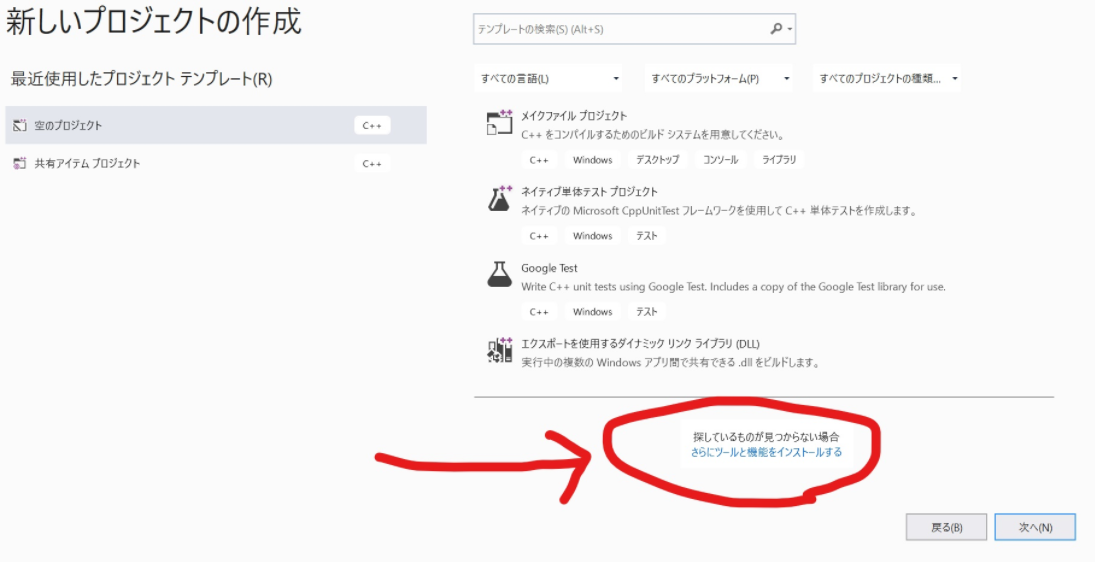 新しいプロジェクトの作成
最近使用したプロジェクト テンプレート(R)
空のプロジェクト C++
共有アイテム プロジェクト C++
テンプレートの検索(S) (Alt+S)
すべての言語(L) すべてのプラットフォーム(P) すべてのプロジェクトの種類...
メイクファイル プロジェクト
C++ をコンパイルするためのビルド システムを用意してください。
C++ Windows デスクトップ コンソール ライブラリ
ネイティブ単体テスト プロジェクト
ネイティブの Microsoft CppUnitTest フレームワークを使用して C++ 単体テストを作成します。
C++ Windows テスト
Google Test
Write C++ unit tests using Google Test. Includes a copy of the Google Test library for use.
C++ Windows テスト
エクスポートを使用するダイナミック リンク ライブラリ (DLL)
実行中の複数の Windows アプリ間で共有できる .dll をビルドします。
探しているものが見つからない場合
さらにツールと機能をインストールする
戻る(B) 次へ(N)